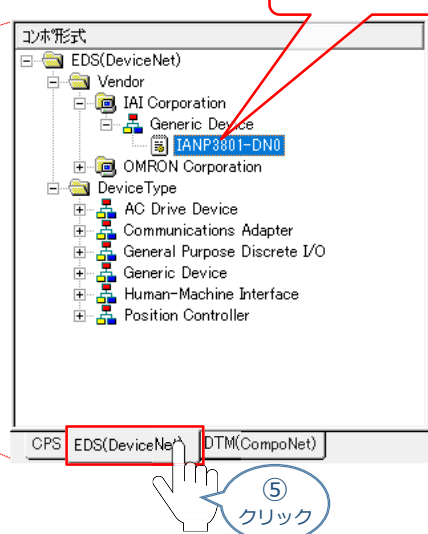 コンポ形式
EDS(DeviceNet)
Vendor
IAI Corporation
Generic Device
IANP3801-DN0
OMRON Corporation
DeviceType
AC Drive Device
Communications Adapter
General Purpose Discrete I/O
Generic Device
Human-Machine Interface
Position Controller
CPS EDS(DeviceNet) DTM(CompoNet)
⑤
クリック